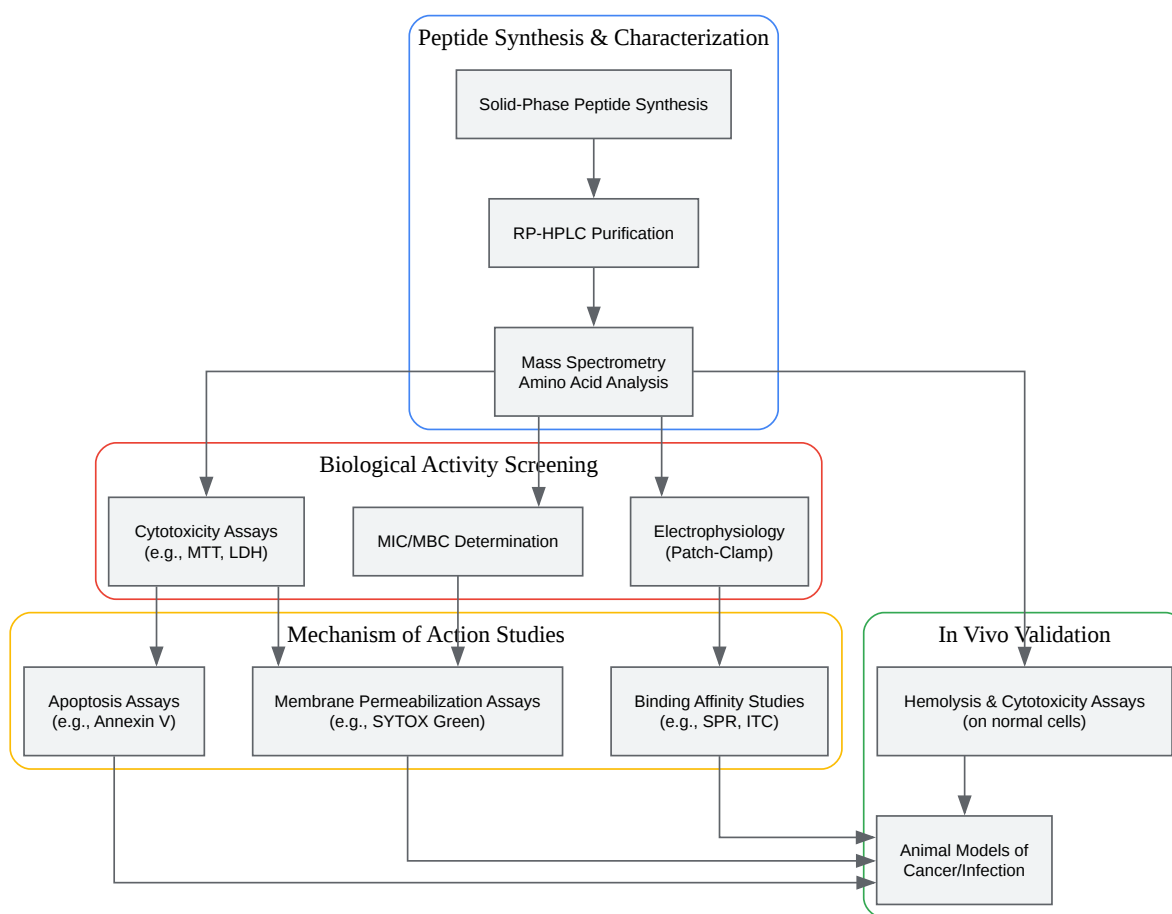 Peptide Synthesis & Characterization
Solid-Phase Peptide Synthesis
RP-HPLC Purification
Mass Spectrometry
Amino Acid Analysis
Biological Activity Screening
Cytotoxicity Assays
(e.g., MTT, LDH)
MIC/MBC Determination
Electrophysiology
(Patch-Clamp)
Mechanism of Action Studies
Apoptosis Assays
(e.g., Annexin V)
Membrane Permeabilization Assays
(e.g., SYTOX Green)
Binding Affinity Studies
(e.g., SPR, ITC)
In Vivo Validation
Hemolysis & Cytotoxicity Assays
(on normal cells)
Animal Models of
Cancer/Infection